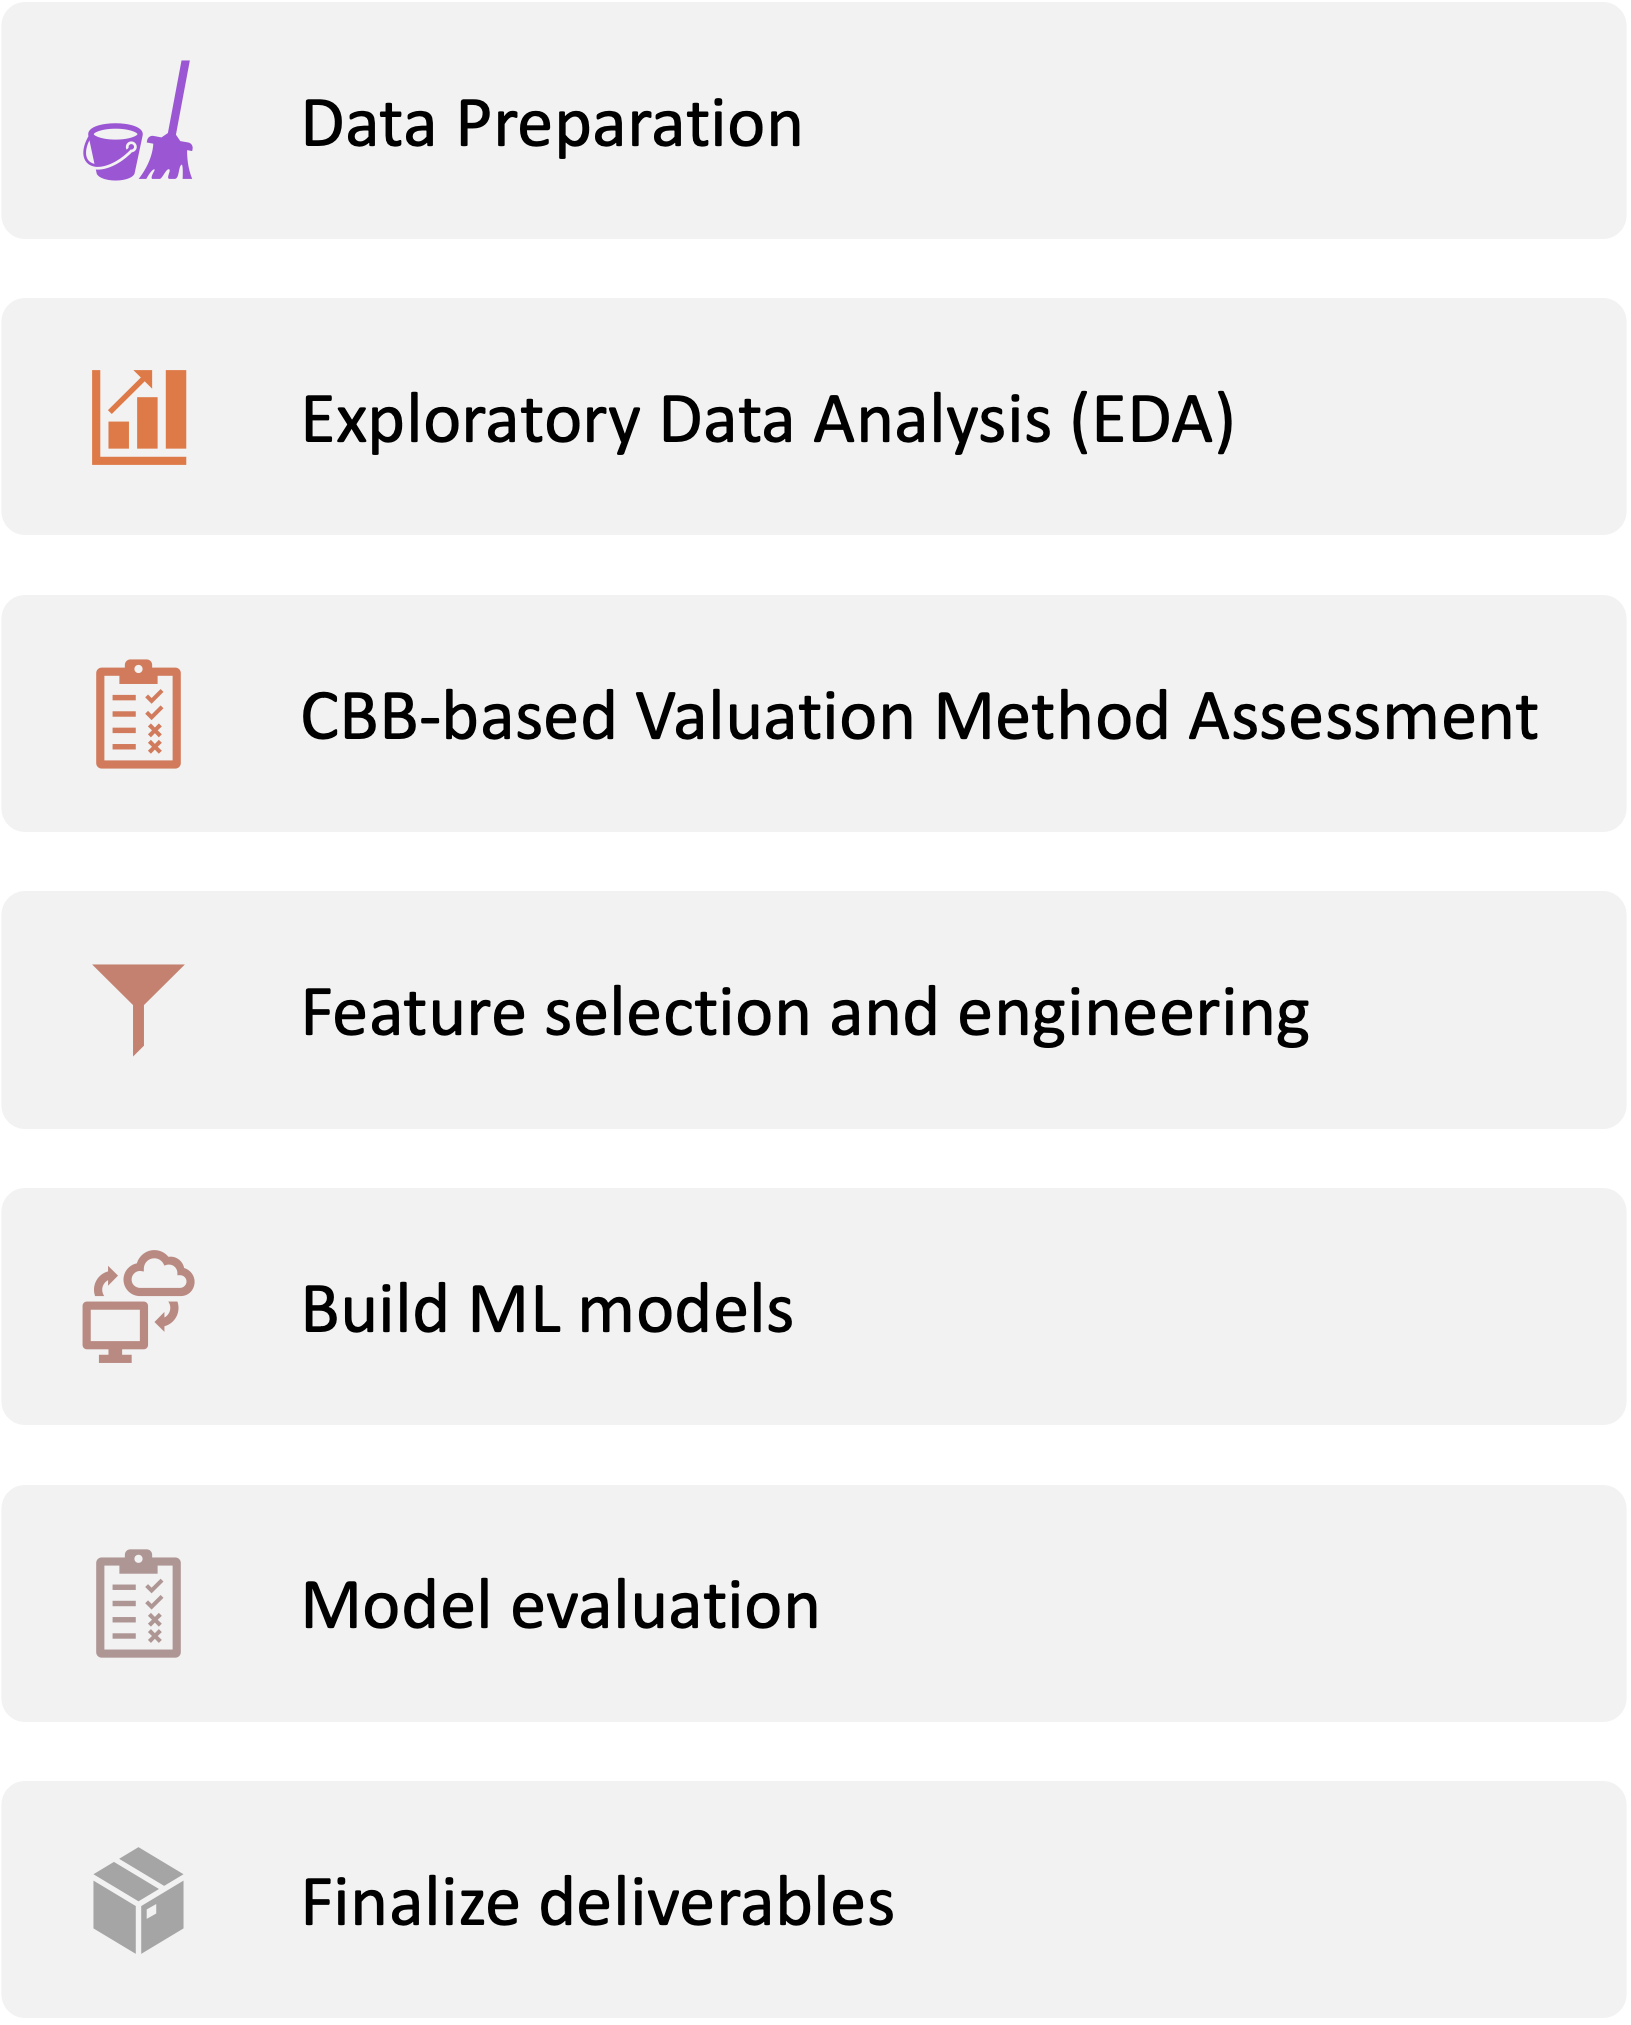 Data Preparation
Exploratory Data Analysis (EDA)
CBB-based Valuation Method Assessment
Feature selection and engineering
Build ML models
Model evaluation
Finalize deliverables